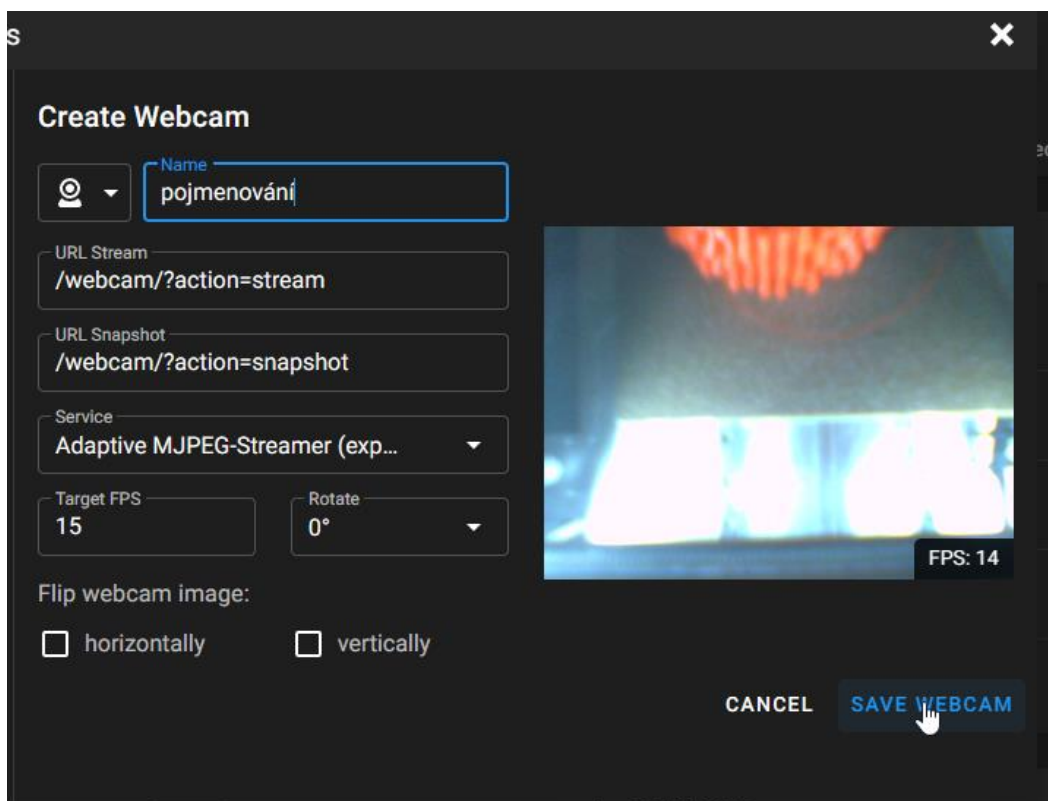 s
Create Webcam
Name
pojmenování
URL Stream
/webcam/?action=stream
URL Snapshot
/webcam/?action=snapshot
Service
Adaptive MJPEG-Streamer (exp...
Target FPS
15
Rotate
0°
FPS: 14
Flip webcam image:
horizontally
vertically
CANCEL
SAVE WEBCAM